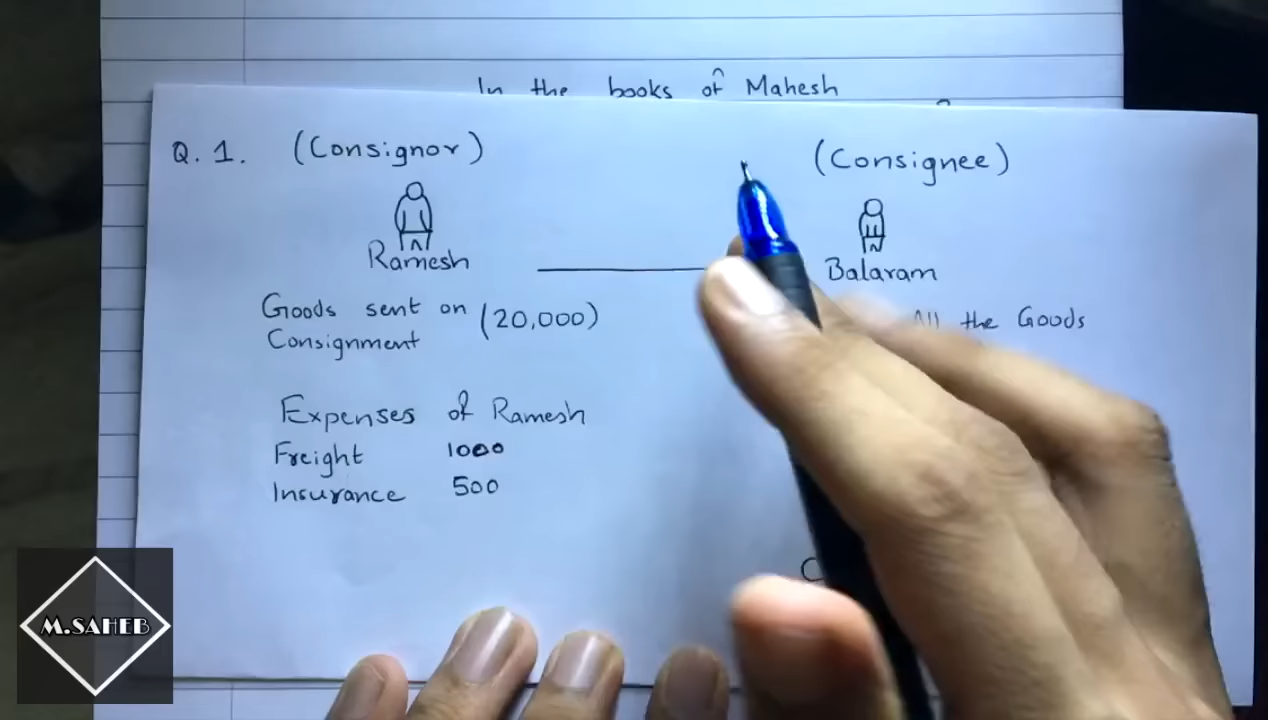 In the books of Mahesh
Q. 1. (Consignor) (Consignee)
Ramesh Balaram
Goods sent on (20,000) All the Goods
Consignment
Expenses of Ramesh
Freight 1000
Insurance 500
M.SAHEB